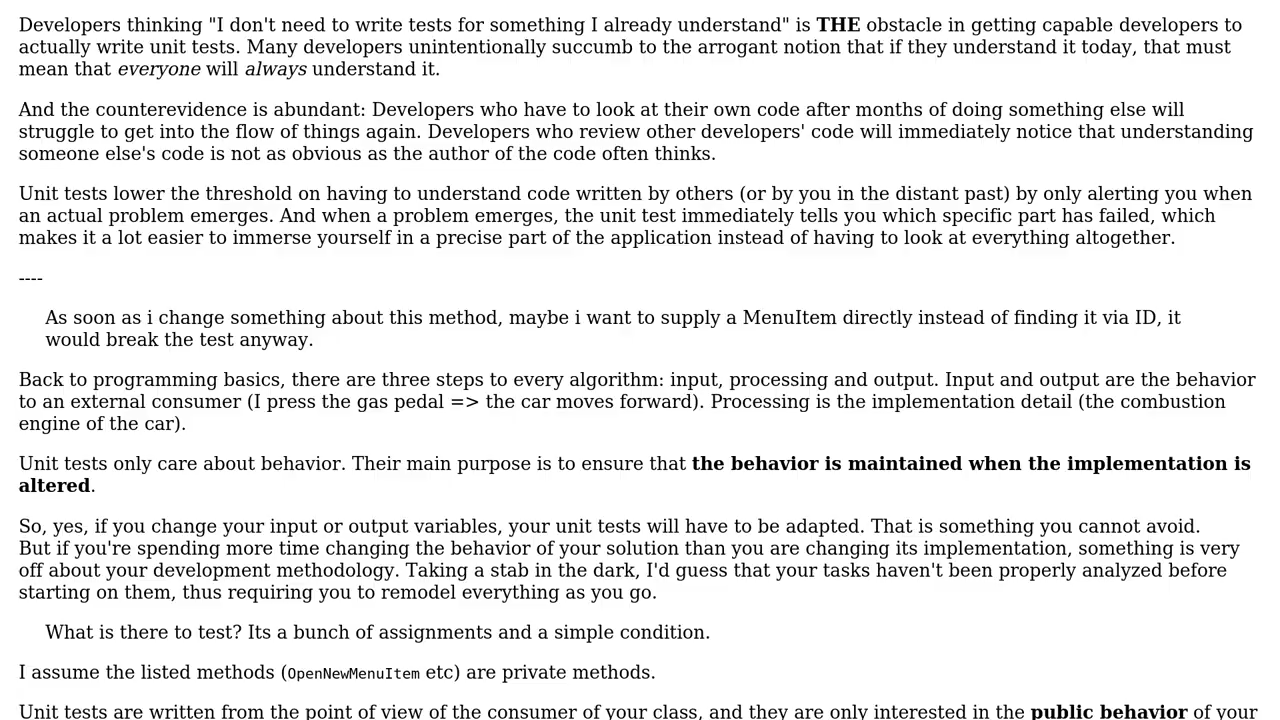 Developers thinking "I don't need to write tests for something I already understand" is THE obstacle in getting capable developers to
actually write unit tests. Many developers unintentionally succumb to the arrogant notion that if they understand it today, that must
mean that everyone will always understand it.
And the counterevidence is abundant: Developers who have to look at their own code after months of doing something else will
struggle to get into the flow of things again. Developers who review other developers' code will immediately notice that understanding
someone else's code is not as obvious as the author of the code often thinks.
Unit tests lower the threshold on having to understand code written by others (or by you in the distant past) by only alerting you when
an actual problem emerges. And when a problem emerges, the unit test immediately tells you which specific part has failed, which
makes it a lot easier to immerse yourself in a precise part of the application instead of having to look at everything altogether.
----
As soon as i change something about this method, maybe i want to supply a MenuItem directly instead of finding it via ID, it
would break the test anyway.
Back to programming basics, there are three steps to every algorithm: input, processing and output. Input and output are the behavior
to an external consumer (I press the gas pedal => the car moves forward). Processing is the implementation detail (the combustion
engine of the car).
Unit tests only care about behavior. Their main purpose is to ensure that the behavior is maintained when the implementation is
altered.
So, yes, if you change your input or output variables, your unit tests will have to be adapted. That is something you cannot avoid.
But if you're spending more time changing the behavior of your solution than you are changing its implementation, something is very
off about your development methodology. Taking a stab in the dark, I'd guess that your tasks haven't been properly analyzed before
starting on them, thus requiring you to remodel everything as you go.
What is there to test? Its a bunch of assignments and a simple condition.
I assume the listed methods (OpenNewMenuItem etc) are private methods.
Unit tests are written from the point of view of the consumer of your class, and they are only interested in the public behavior of your